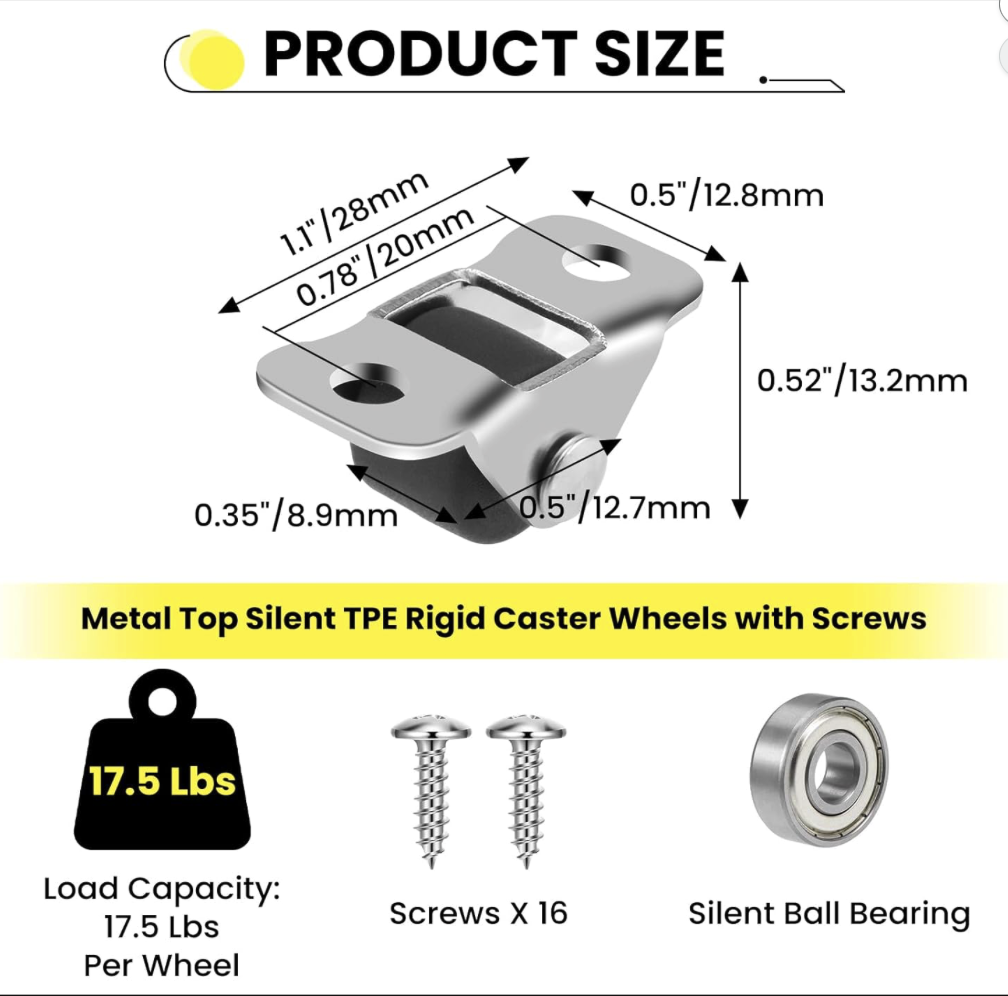 PRODUCT SIZE
1.1"/28mm
0.78"/20mm
0.5"/12.8mm
0.52"/13.2mm
0.35"/8.9mm
0.5"/12.7mm
Metal Top Silent TPE Rigid Caster Wheels with Screws
17.5 Lbs
Load Capacity:
17.5 Lbs
Per Wheel
Screws X 16
Silent Ball Bearing